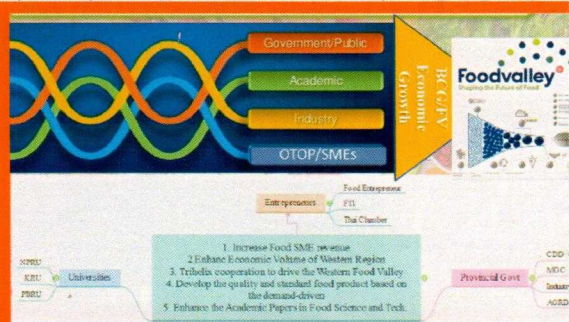 Government/Public
Academic
Industry
OTOP/SMEs
BCG/FV
Economic
Growth
Foodvalley
Shaping the Future of Food
Entrepreneurs
Food Entrepreneur
FTI
Thai Chamber
1. Increase Food SME revenue
2.Enhanc Economic Volume of Western Region
3. Trihelix cooperation to drive the Western Food Valley
4. Develop the quality and standard food product based on
the demand-driven
5. Enhance the Academic Papers in Food Science and Tech.
NPRU
KRU
PBRU
Universities
Provincial Govt
CDD
MOC
Industry